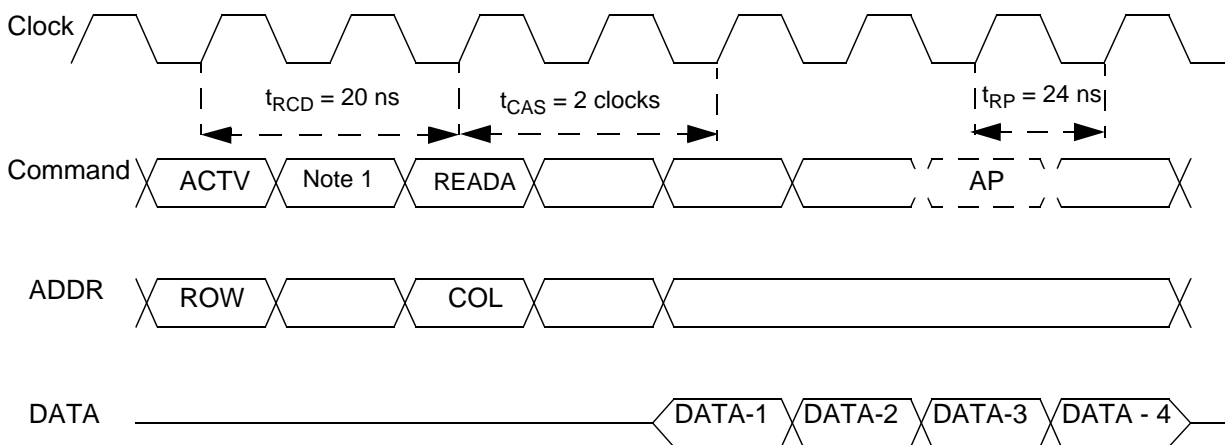 Clock
tRCD = 20 ns
tCAS = 2 clocks
tRP = 24 ns
Command
ACTV
Note 1
READA
AP
ADDR
ROW
COL
DATA
DATA-1
DATA-2
DATA-3
DATA - 4